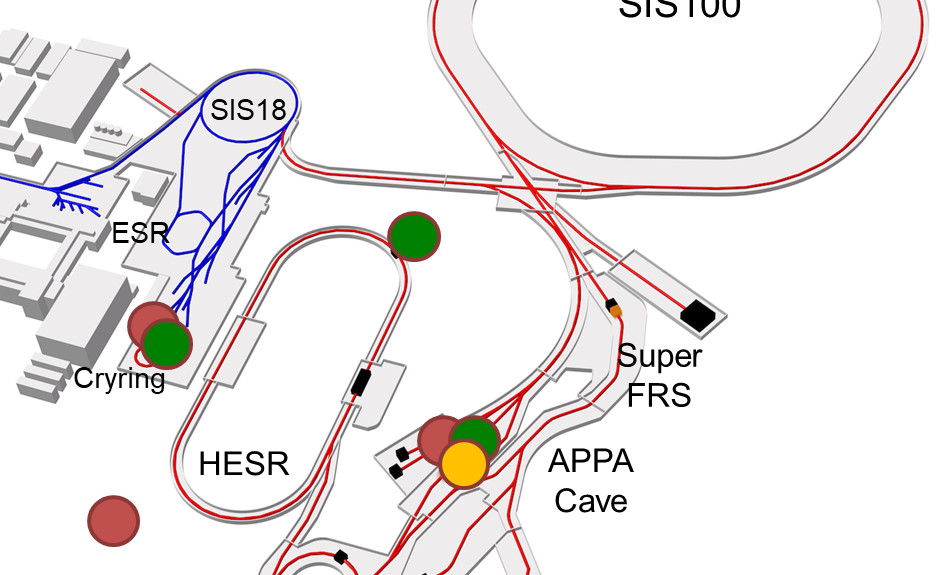 SIS100
SIS18
ESR
Cryring
HESR
Super
FRS
APPA
Cave